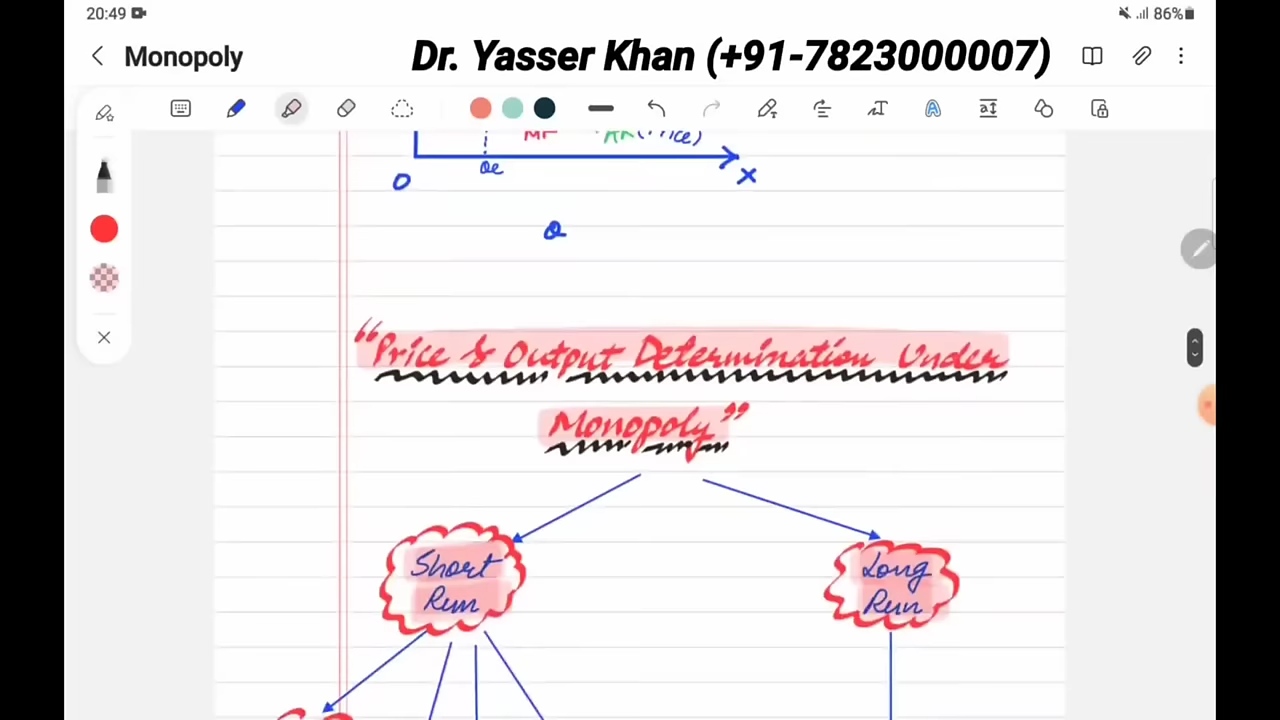 20:49
86%
Monopoly
Dr. Yasser Khan (+91-7823000007)
O
Qe
X
Q
"Price & Output Determination Under
Monopoly"
Short
Run
Long
Run